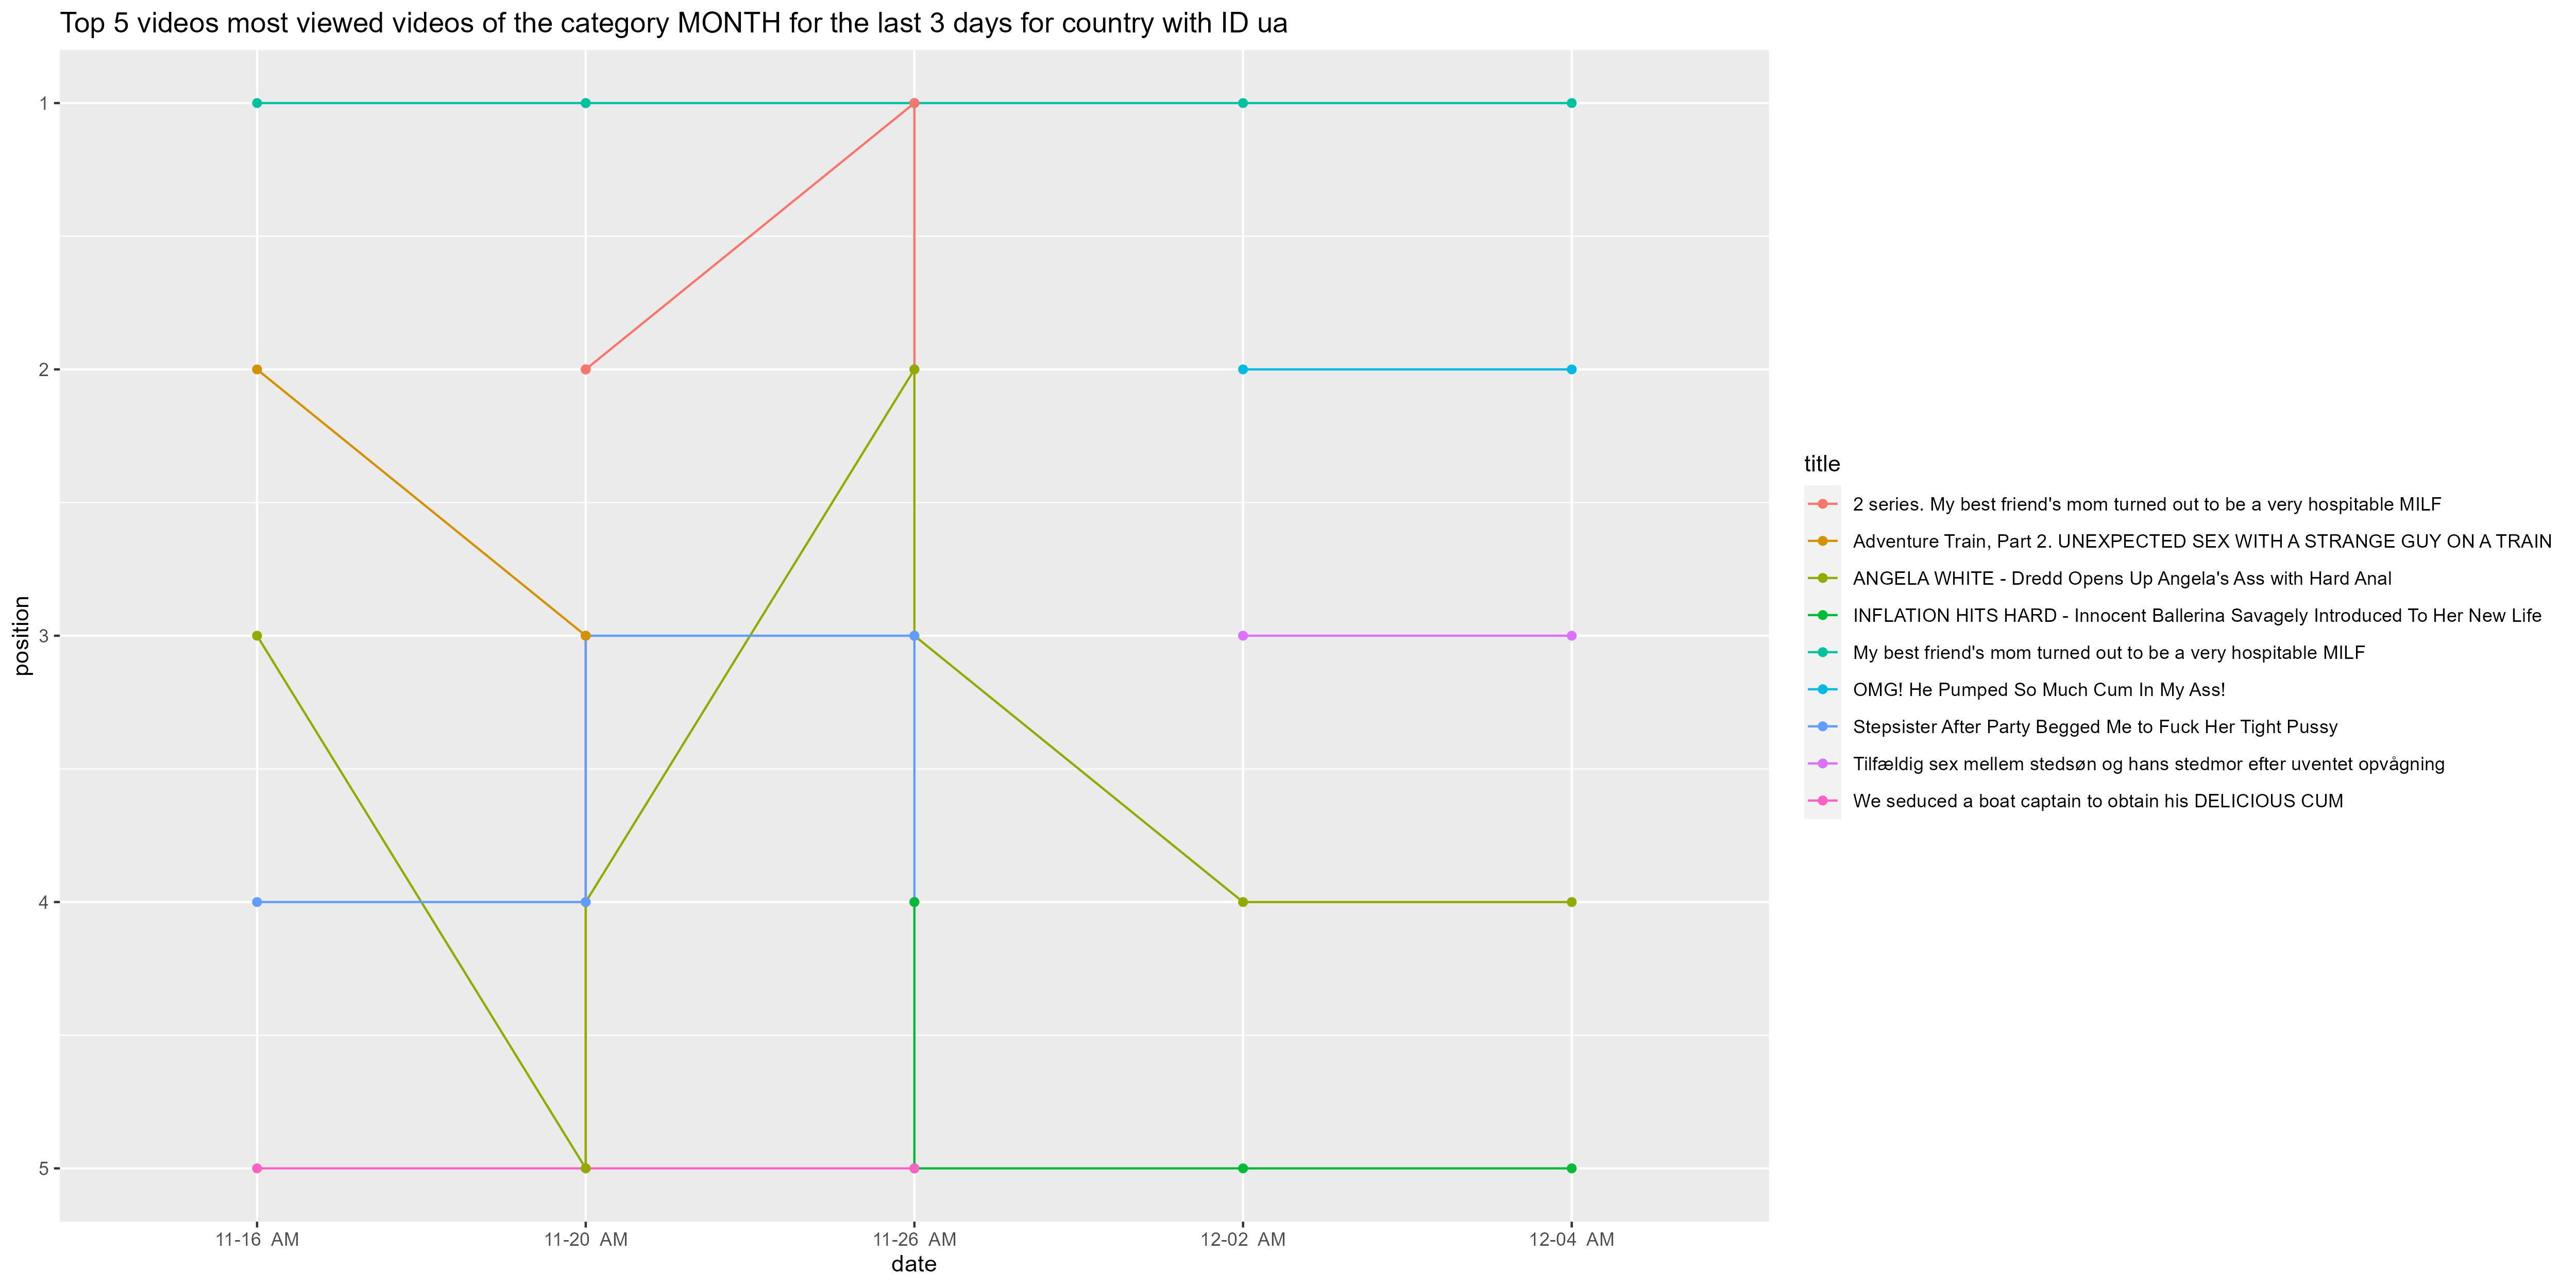 Top 5 videos most viewed videos of the category MONTH for the last 3 days for country with ID ua
position
1
2
3
4
5
11-16 AM
11-20 AM
11-26 AM
12-02 AM
12-04 AM
date
title
2 series. My best friend's mom turned out to be a very hospitable MILF
Adventure Train, Part 2. UNEXPECTED SEX WITH A STRANGE GUY ON A TRAIN
ANGELA WHITE - Dredd Opens Up Angela's Ass with Hard Anal
INFLATION HITS HARD - Innocent Ballerina Savagely Introduced To Her New Life
My best friend's mom turned out to be a very hospitable MILF
OMG! He Pumped So Much Cum In My Ass!
Stepsister After Party Begged Me to Fuck Her Tight Pussy
Tilfældig sex mellem stedsøn og hans stedmor efter uventet opvågning
We seduced a boat captain to obtain his DELICIOUS CUM